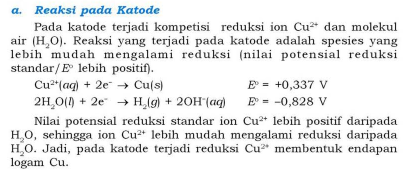 a. Reaksi pada Katode
Pada katode terjadi kompetisi reduksi ion Cu²⁺ dan molekul
air (H₂O). Reaksi yang terjadi pada katode adalah spesies yang
lebih mudah mengalami reduksi (nilai potensial reduksi
standar/E° lebih positif).
Cu²⁺(aq) + 2e⁻ → Cu(s) E° = +0,337 V
2H₂O(l) + 2e⁻ → H₂(g) + 2OH⁻(aq) E° = –0,828 V
Nilai potensial reduksi standar ion Cu²⁺ lebih positif daripada
H₂O, sehingga ion Cu²⁺ lebih mudah mengalami reduksi daripada
H₂O. Jadi, pada katode terjadi reduksi Cu²⁺ membentuk endapan
logam Cu.